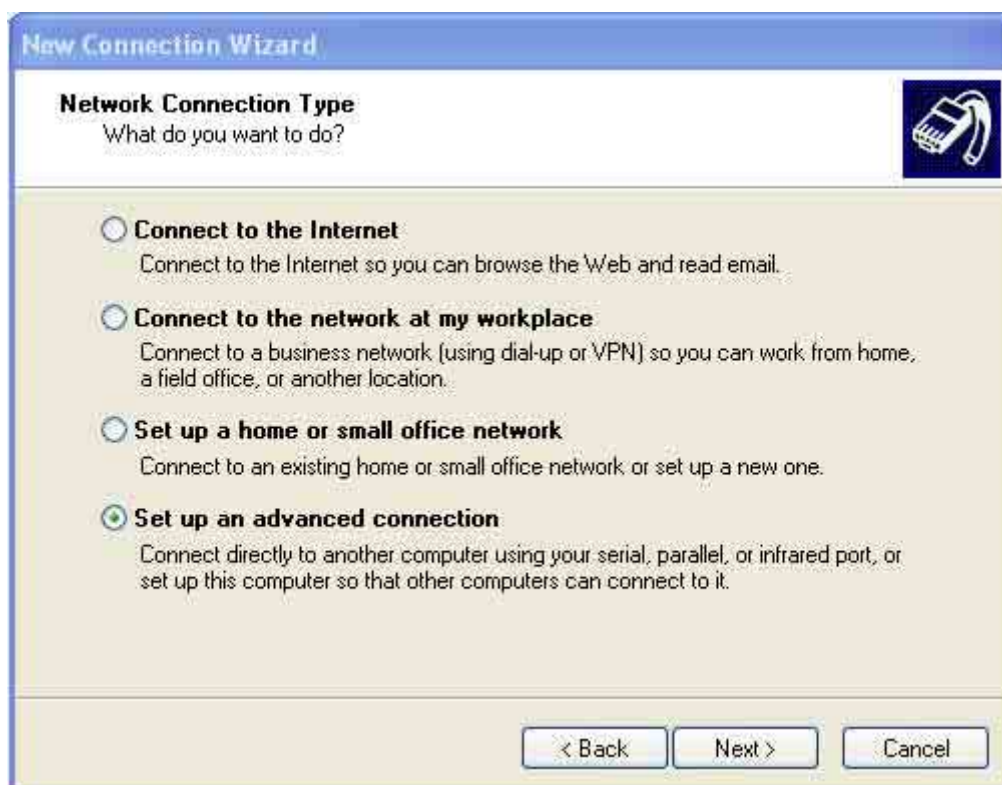 New Connection Wizard
Network Connection Type
What do you want to do?
Connect to the Internet
Connect to the Internet so you can browse the Web and read email.
Connect to the network at my workplace
Connect to a business network (using dial-up or VPN) so you can work from home,
a field office, or another location.
Set up a home or small office network
Connect to an existing home or small office network or set up a new one.
Set up an advanced connection
Connect directly to another computer using your serial, parallel, or infrared port, or
set up this computer so that other computers can connect to it.
< Back Next > Cancel